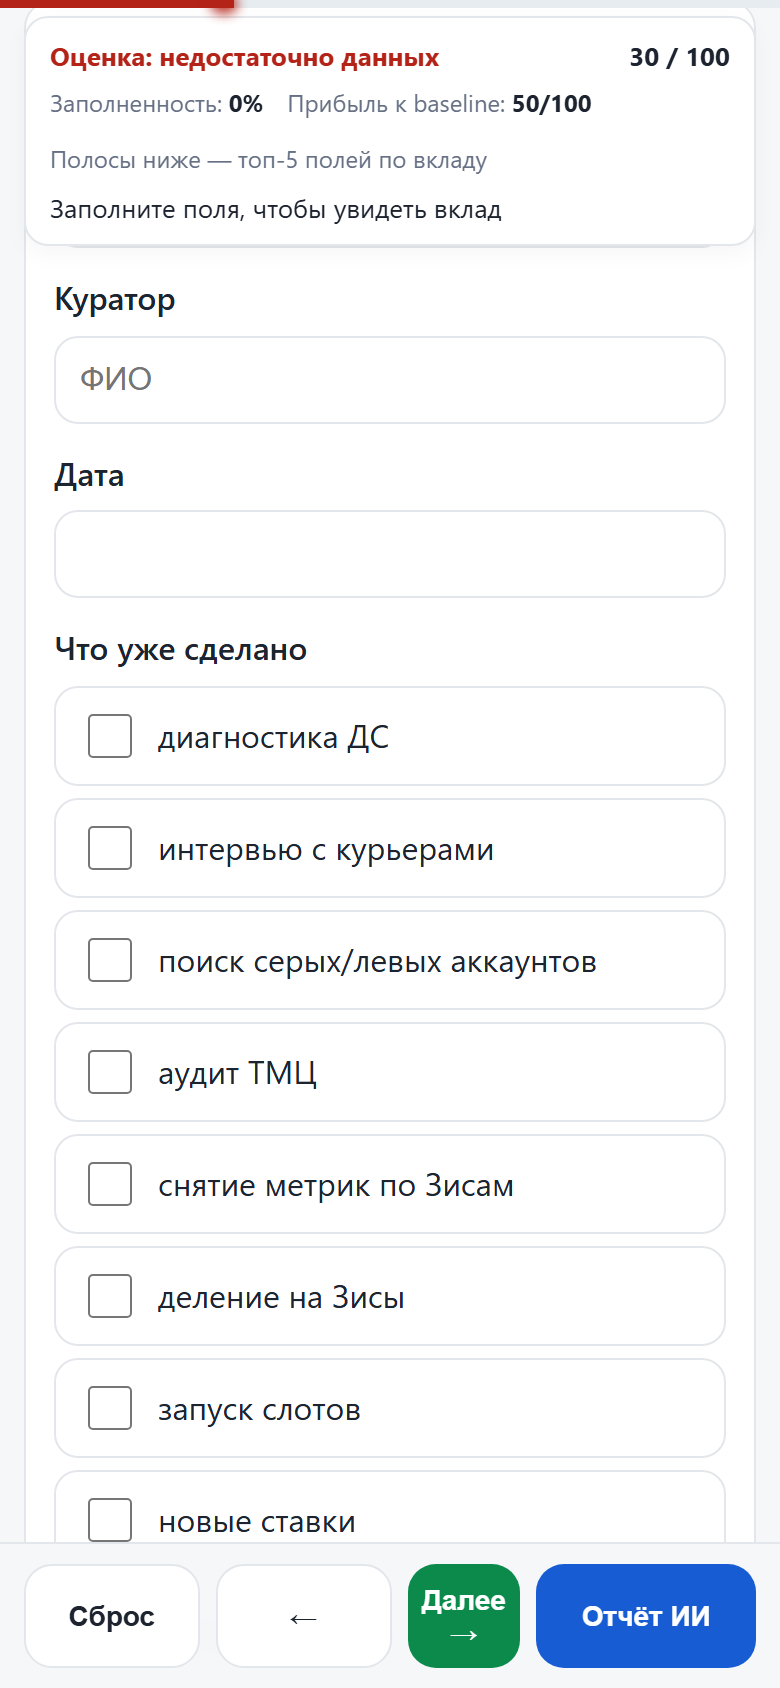 Оценка: недостаточно данных 30 / 100
Заполненность: 0% Прибыль к baseline: 50/100
Полосы ниже — топ-5 полей по вкладу
Заполните поля, чтобы увидеть вклад
Куратор
ФИО
Дата
Что уже сделано
диагностика ДС
интервью с курьерами
поиск серых/левых аккаунтов
аудит ТМЦ
снятие метрик по Зисам
деление на Зисы
запуск слотов
новые ставки
Сброс ← Далее → Отчёт ИИ